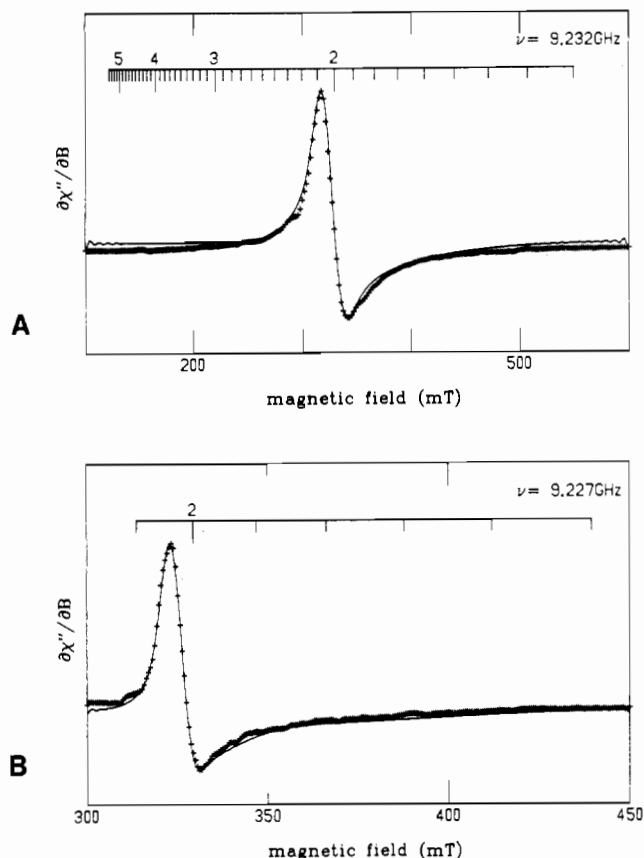 ν= 9.232GHz
5 4 3 2
∂χ''/∂B
A
200 500
magnetic field (mT)
ν= 9.227GHz
2
∂χ''/∂B
B
300 350 400 450
magnetic field (mT)